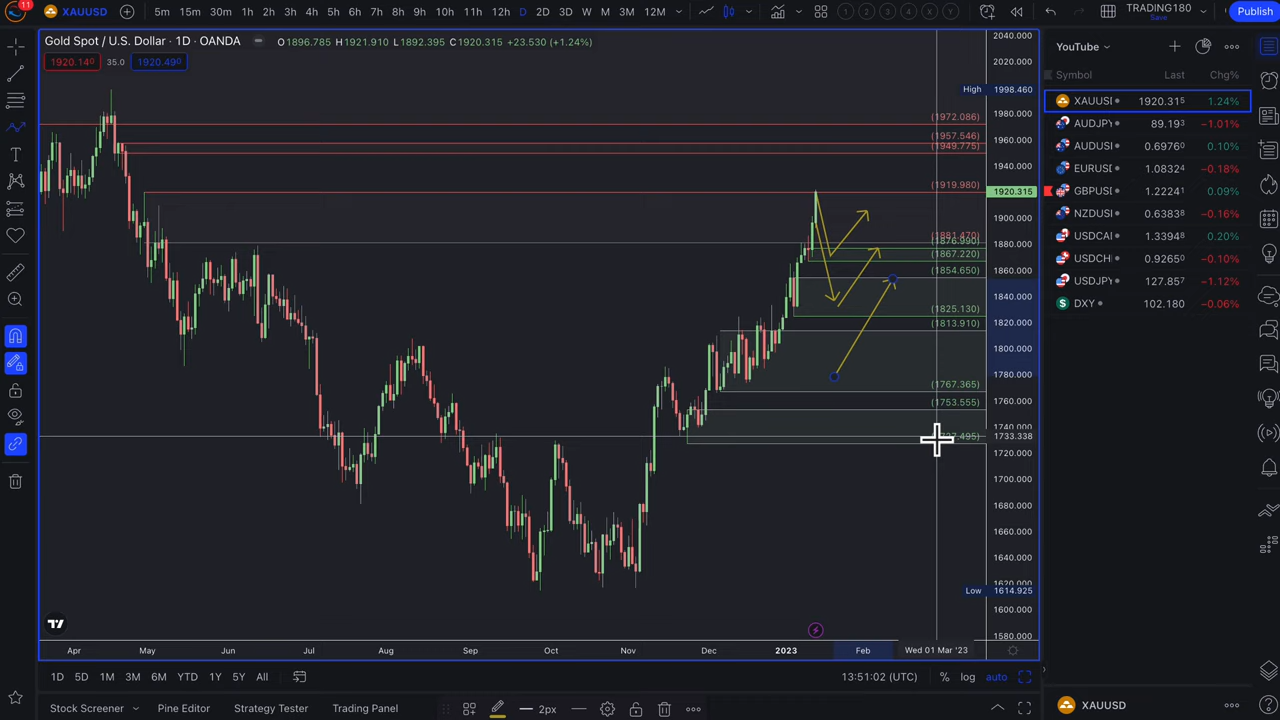 11
XAUUSD
5m 15m 30m 1h 2h 3h 4h 5h 6h 7h 8h 9h 11h 12h D 2D W M 3M 12M
TRADING180
Save
Publish
Gold Spot / U.S. Dollar · 1D · OANDA
O1896.785 H1921.910 L1892.395 C1920.315 +23.530 (+1.24%)
1920.140 35.0 1920.490
2040.000
2020.000
High 1998.460
1980.000
(1972.086)
1960.000
(1957.546)
(1949.775)
1940.000
(1919.980)
1920.315
1900.000
(1881.470)
(1876.990)
1880.000
(1867.220)
(1854.650)
1860.000
1840.000
(1825.130)
1820.000
(1813.910)
1800.000
1780.000
(1767.365)
1760.000
(1753.555)
1740.000
1733.338
1720.000
1700.000
1680.000
1660.000
1640.000
1620.000
Low 1614.925
1600.000
1580.000
Apr May Jun Jul Aug Sep Oct Nov Dec 2023 Feb Wed 01 Mar '23
1D 5D 1M 3M 6M YTD 1Y 5Y All
13:51:02 (UTC) % log auto
Stock Screener Pine Editor Strategy Tester Trading Panel
2px
YouTube
Symbol Last Chg%
XAUUSI 1920.315 1.24%
AUDJPY 89.193 −1.01%
AUDUSI 0.69760 0.10%
EURUSI 1.08324 −0.18%
GBPUSI 1.22241 0.09%
NZDUSI 0.63838 −0.16%
USDCAI 1.33948 0.20%
USDCHI 0.92650 −0.10%
USDJPY 127.857 −1.12%
DXY 102.180 −0.06%
XAUUSD